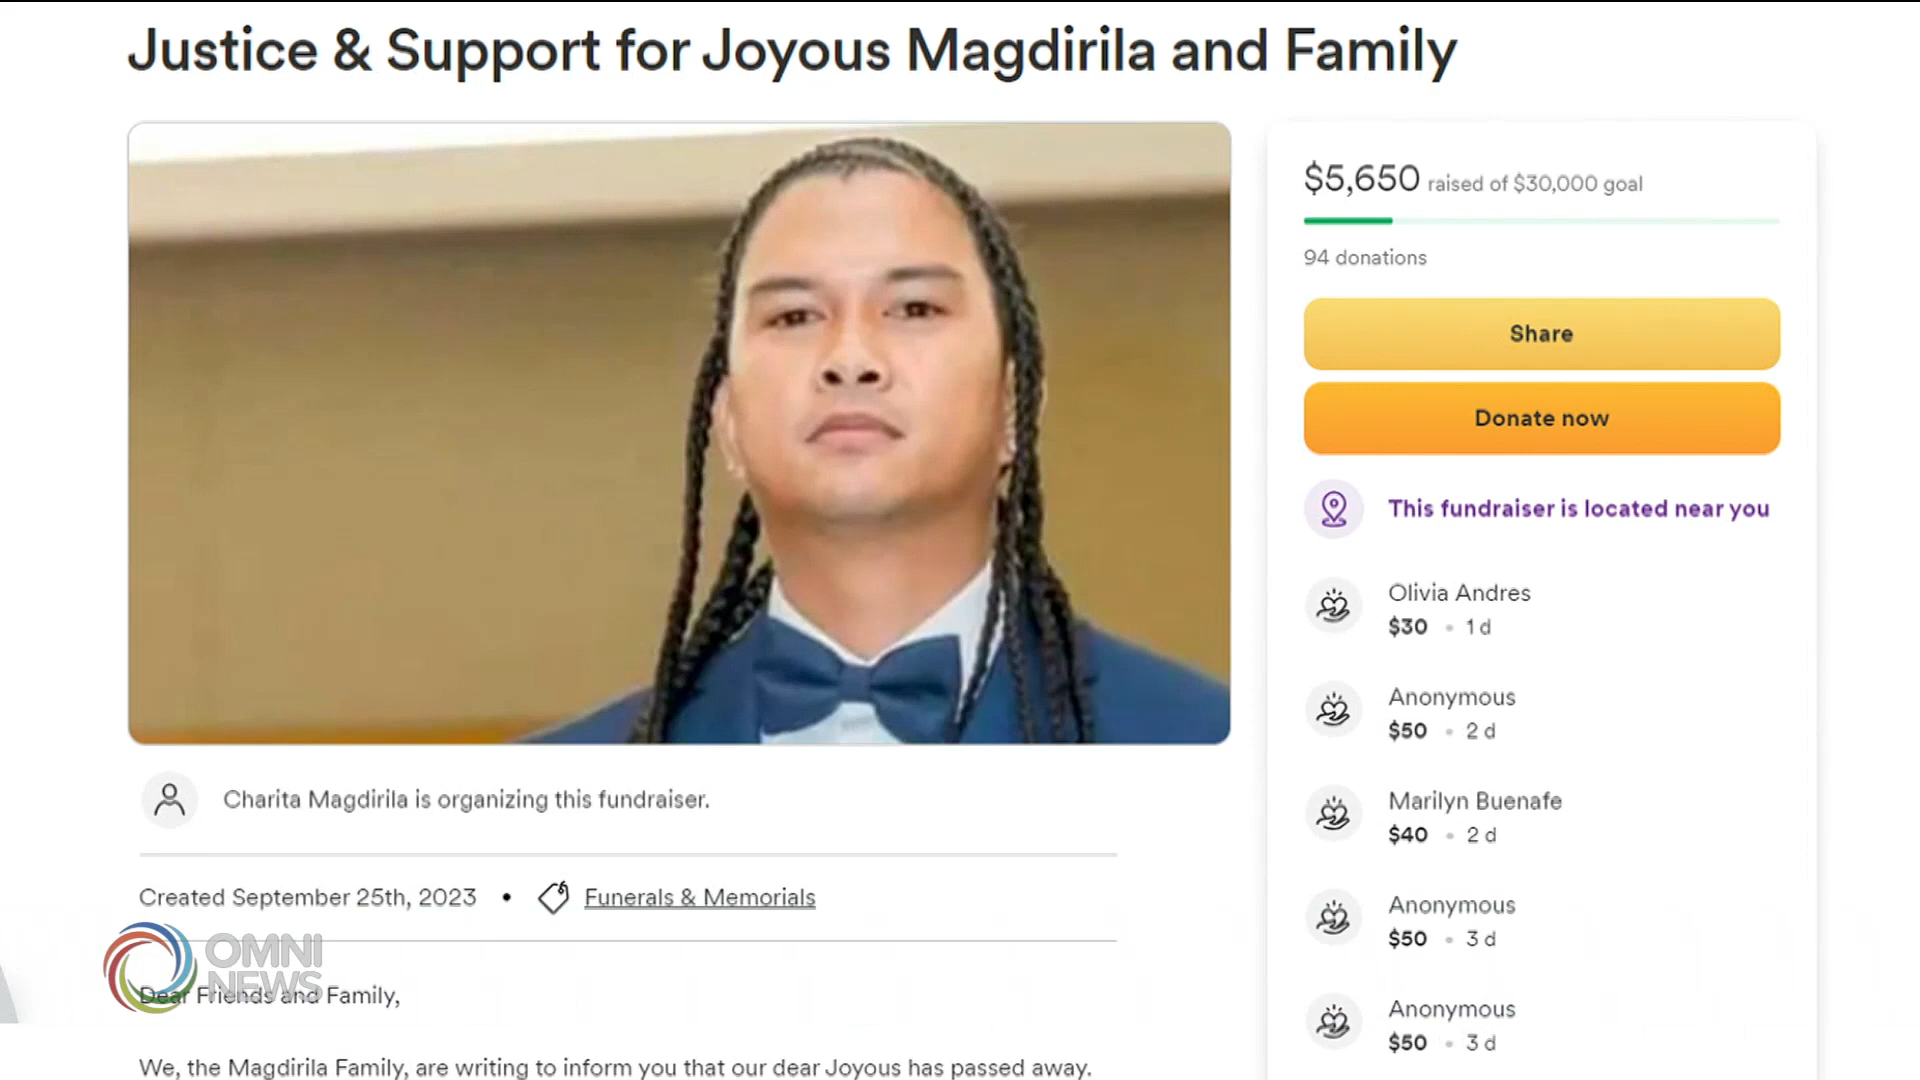 Justice & Support for Joyous Magdirila and Family
$5,650 raised of $30,000 goal
94 donations
Share
Donate now
This fundraiser is located near you
Olivia Andres
$30 • 1 d
Anonymous
$50 • 2 d
Marilyn Buenafe
$40 • 2 d
Anonymous
$50 • 3 d
Anonymous
$50 • 3 d
Charita Magdirila is organizing this fundraiser.
Created September 25th, 2023 • Funerals & Memorials
OMNI
NEWS
Dear Friends and Family,
We, the Magdirila Family, are writing to inform you that our dear Joyous has passed away.